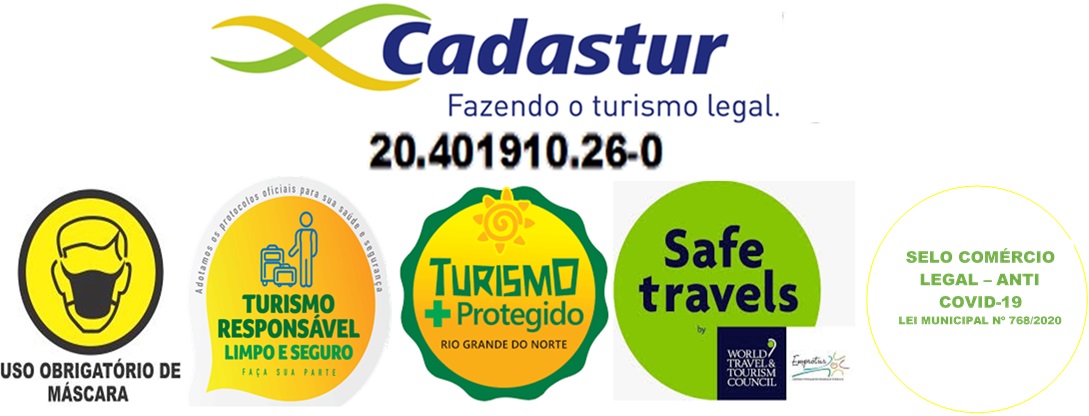 Cadastur
Fazendo o turismo legal.
20.401910.26-0
USO OBRIGATÓRIO DE
MÁSCARA
Adotamos os protocolos oficiais para sua saúde e segurança
TURISMO
RESPONSÁVEL
LIMPO E SEGURO
FAÇA SUA PARTE
TURISMO
+ Protegido
RIO GRANDE DO NORTE
Safe
travels
by
WORLD
TRAVEL &
TOURISM
COUNCIL
Emprotur
SELO COMÉRCIO
LEGAL – ANTI
COVID-19
LEI MUNICIPAL Nº 768/2020